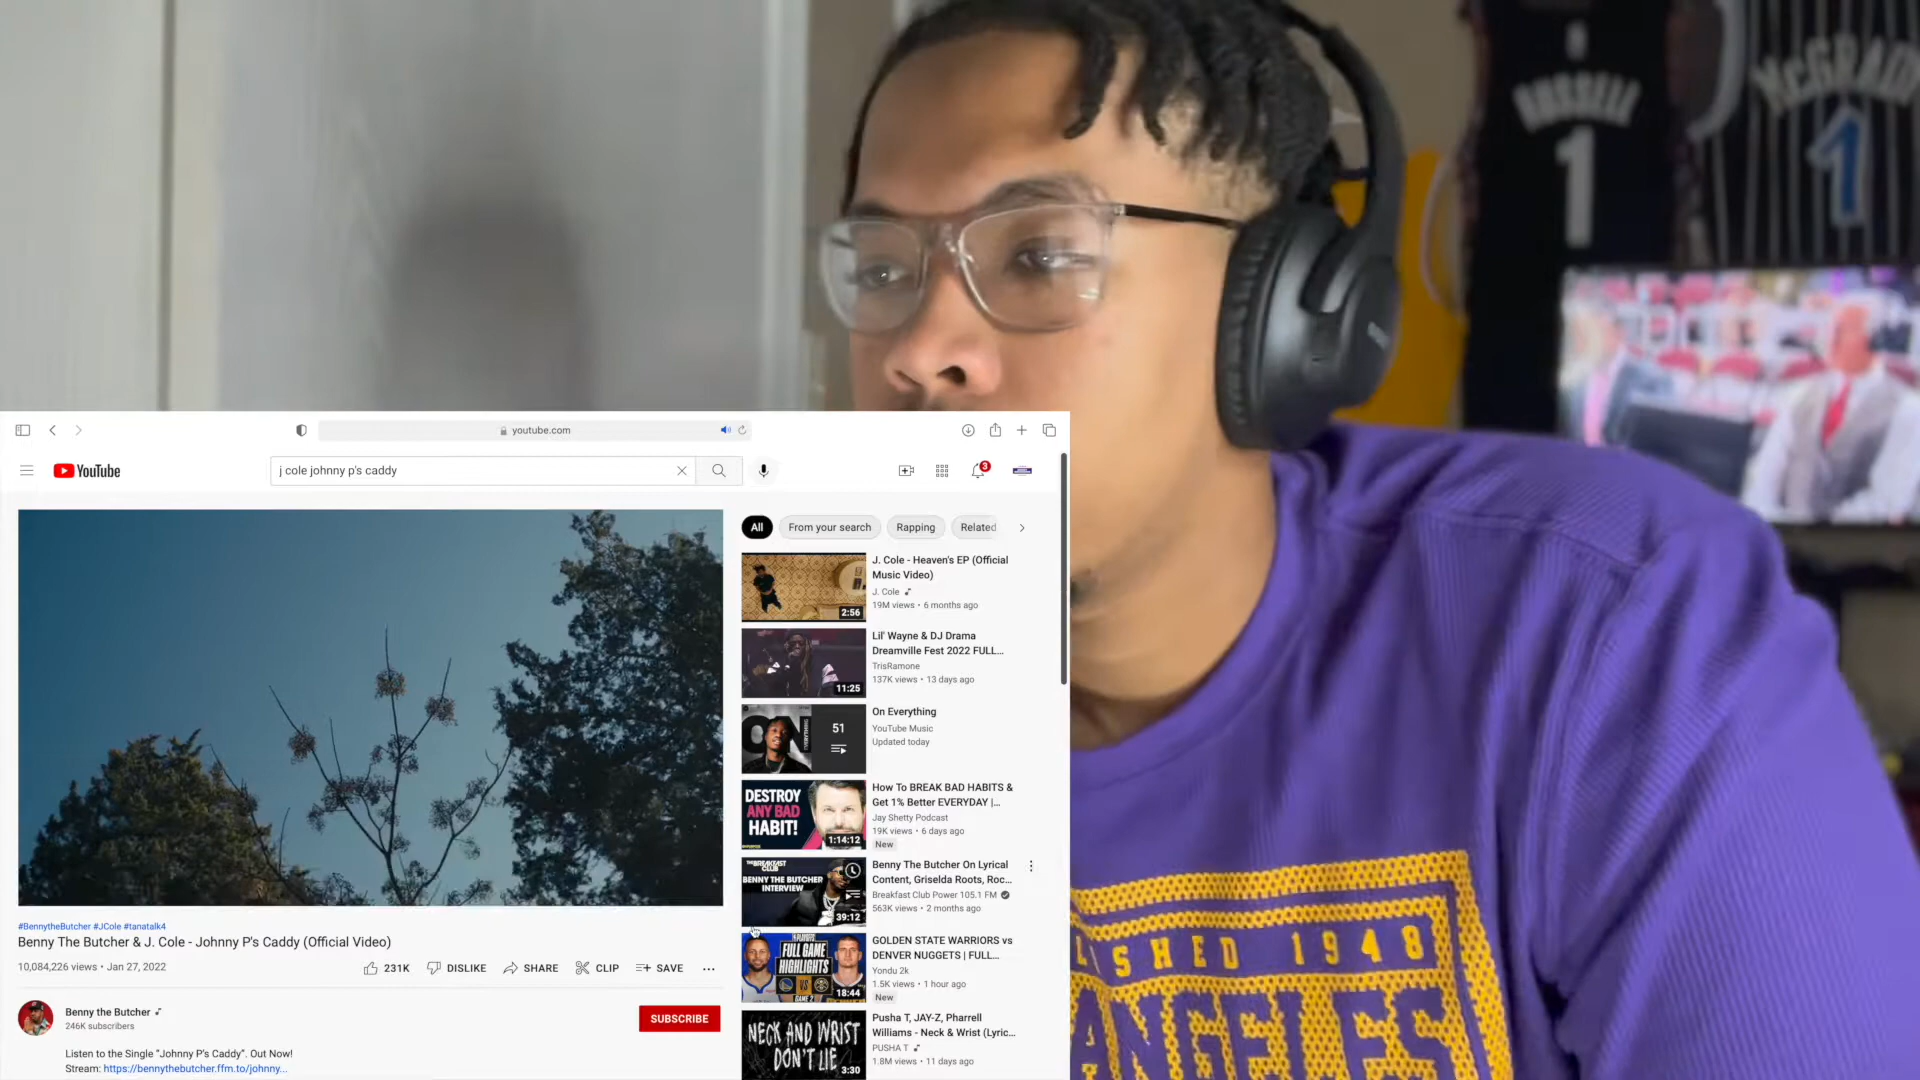 RUSSELL
1
McGRADY
1
youtube.com
YouTube
j cole johnny p's caddy
3
All
From your search
Rapping
Related
J. Cole - Heaven's EP (Official
Music Video)
J. Cole
19M views • 6 months ago
2:56
Lil' Wayne & DJ Drama
Dreamville Fest 2022 FULL...
TrisRamone
137K views • 13 days ago
11:25
On Everything
YouTube Music
Updated today
51
How To BREAK BAD HABITS &
Get 1% Better EVERYDAY |...
Jay Shetty Podcast
19K views • 6 days ago
New
DESTROY
ANY BAD
HABIT!
1:14:12
Benny The Butcher On Lyrical
Content, Griselda Roots, Roc...
Breakfast Club Power 105.1 FM
563K views • 2 months ago
BENNY THE BUTCHER
INTERVIEW
39:12
GOLDEN STATE WARRIORS vs
DENVER NUGGETS | FULL...
Yondu 2k
1.5K views • 1 hour ago
New
FULL GAME
HIGHLIGHTS
VS
GAME 2
18:44
Pusha T, JAY-Z, Pharrell
Williams - Neck & Wrist (Lyric...
PUSHA T
1.8M views • 11 days ago
NECK AND WRIST
DON'T LIE
3:30
#BennytheButcher #JCole #tanatalk4
Benny The Butcher & J. Cole - Johnny P's Caddy (Official Video)
10,084,226 views • Jan 27, 2022
231K
DISLIKE
SHARE
CLIP
SAVE
Benny the Butcher
246K subscribers
SUBSCRIBE
Listen to the Single "Johnny P's Caddy". Out Now!
Stream: https://bennythebutcher.ffm.to/johnny...
LISHED 1948
ANGELES